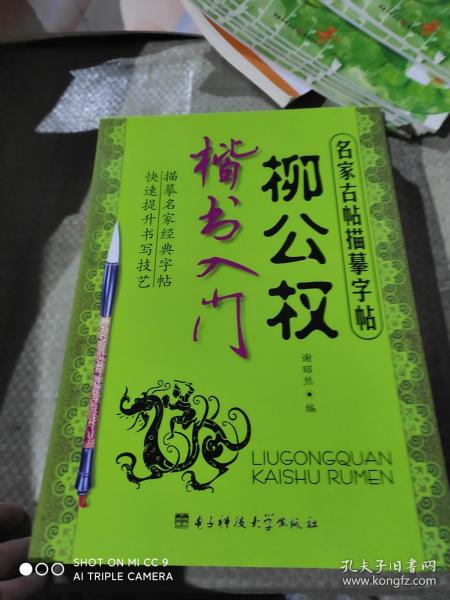 名家古帖描摹字帖
柳公权
楷书入门
描摹名家经典字帖
快速提升书写技艺
谢昭然·编
LIUGONGQUAN
KAISHU RUMEN
电子科技大学出版社
SHOT ON MI CC 9
AI TRIPLE CAMERA
孔夫子旧书网
www.kongfz.com